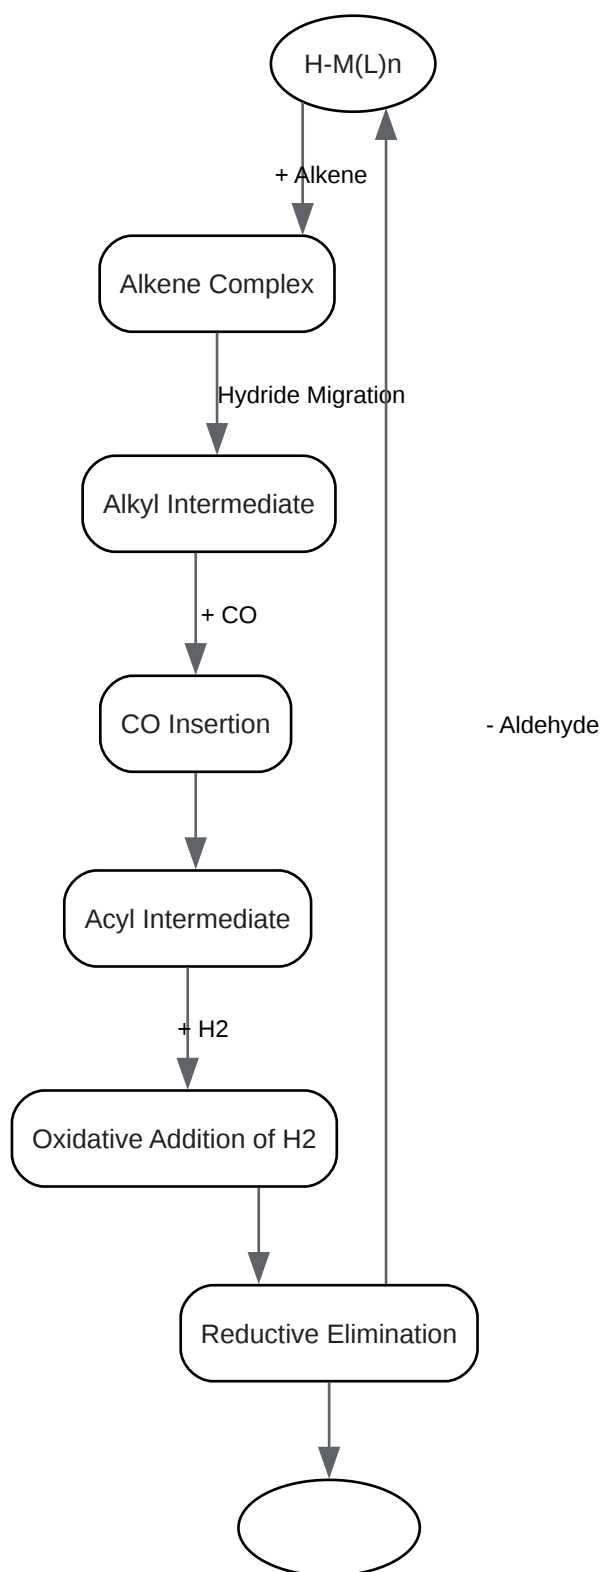 H-M(L)n
+ Alkene
Alkene Complex
Hydride Migration
Alkyl Intermediate
+ CO
CO Insertion
- Aldehyde
Acyl Intermediate
+ H2
Oxidative Addition of H2
Reductive Elimination